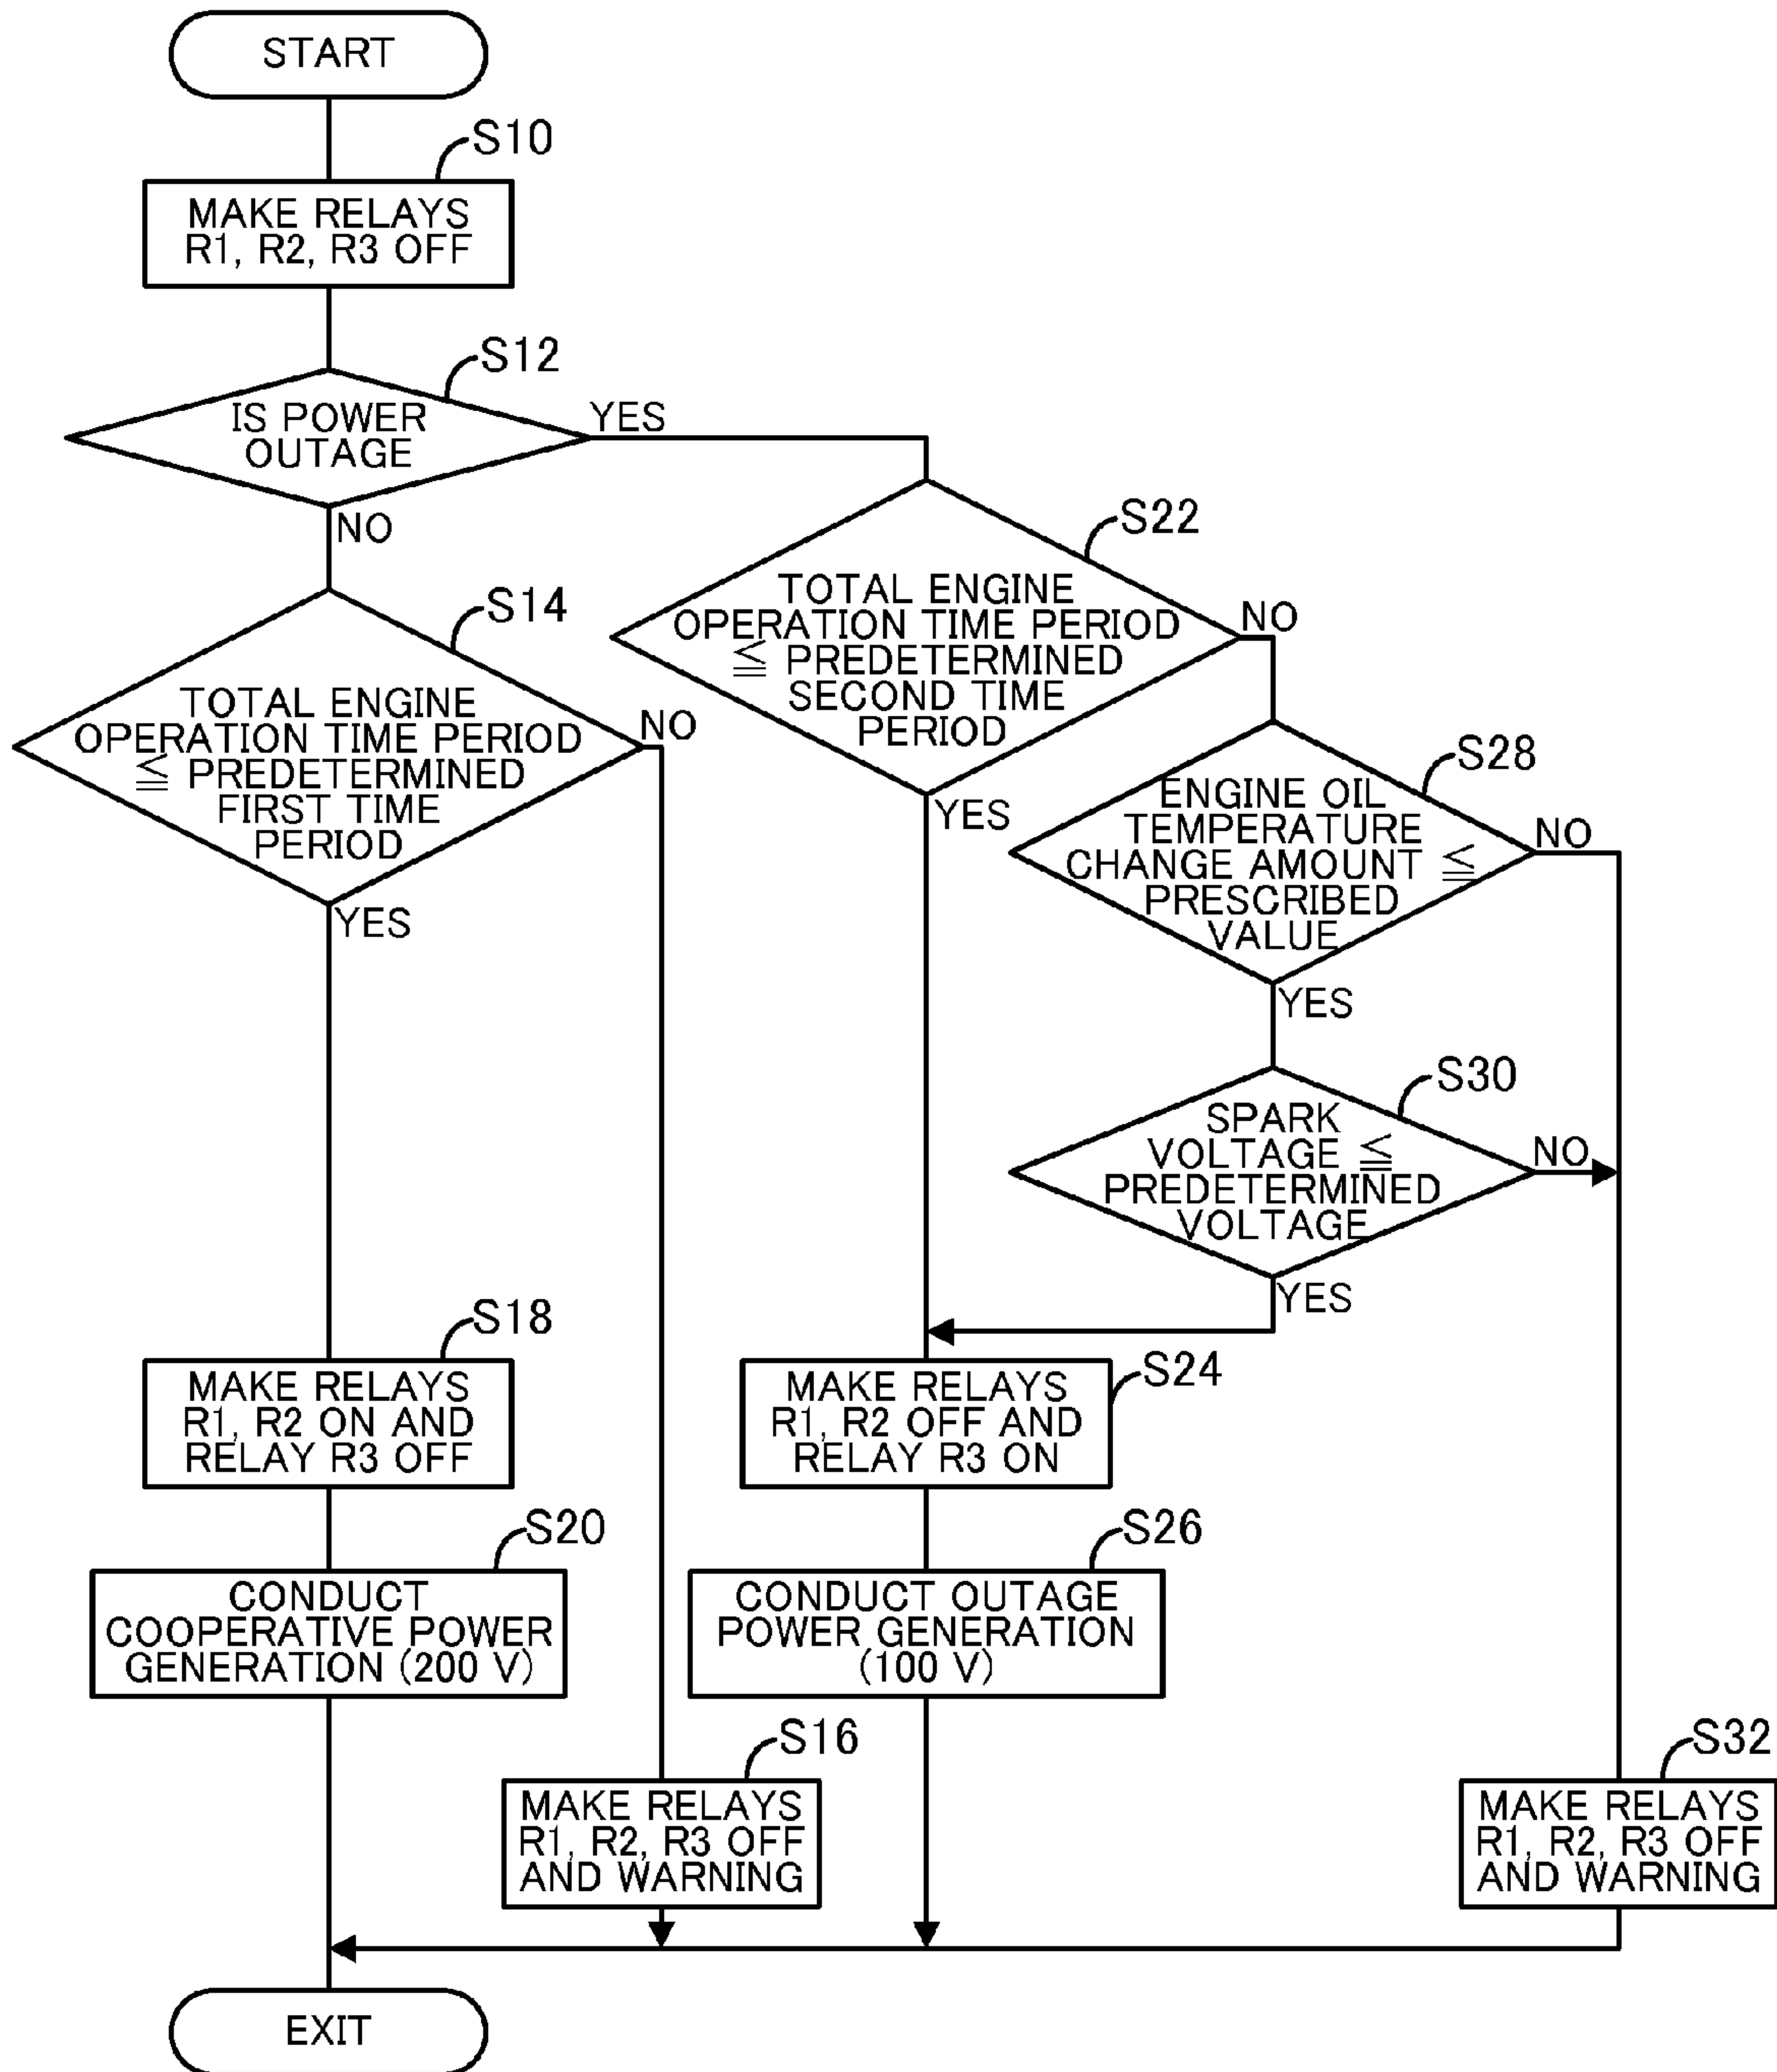 START
S10
MAKE RELAYS
R1, R2, R3 OFF
S12
IS POWER
OUTAGE
YES
NO
S22
TOTAL ENGINE
OPERATION TIME PERIOD
≦ PREDETERMINED
SECOND TIME
PERIOD
NO
YES
S14
TOTAL ENGINE
OPERATION TIME PERIOD
≦ PREDETERMINED
FIRST TIME
PERIOD
NO
YES
S28
ENGINE OIL
TEMPERATURE
CHANGE AMOUNT ≦
PRESCRIBED
VALUE
NO
YES
S30
SPARK
VOLTAGE ≦
PREDETERMINED
VOLTAGE
NO
YES
S18
MAKE RELAYS
R1, R2 ON AND
RELAY R3 OFF
S24
MAKE RELAYS
R1, R2 OFF AND
RELAY R3 ON
S20
CONDUCT
COOPERATIVE POWER
GENERATION (200 V)
S26
CONDUCT OUTAGE
POWER GENERATION
(100 V)
S16
MAKE RELAYS
R1, R2, R3 OFF
AND WARNING
S32
MAKE RELAYS
R1, R2, R3 OFF
AND WARNING
EXIT